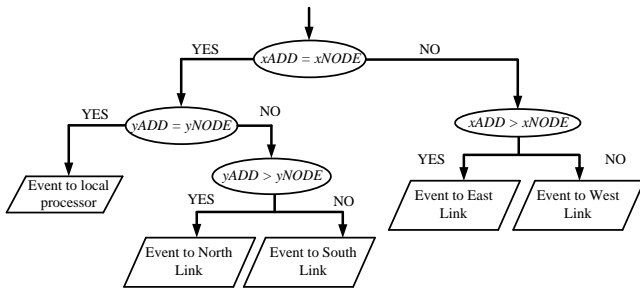 YES
xADD = xNODE
NO
YES
yADD = yNODE
NO
xADD > xNODE
Event to local
processor
yADD > yNODE
YES
NO
YES
NO
Event to East
Link
Event to West
Link
Event to North
Link
Event to South
Link